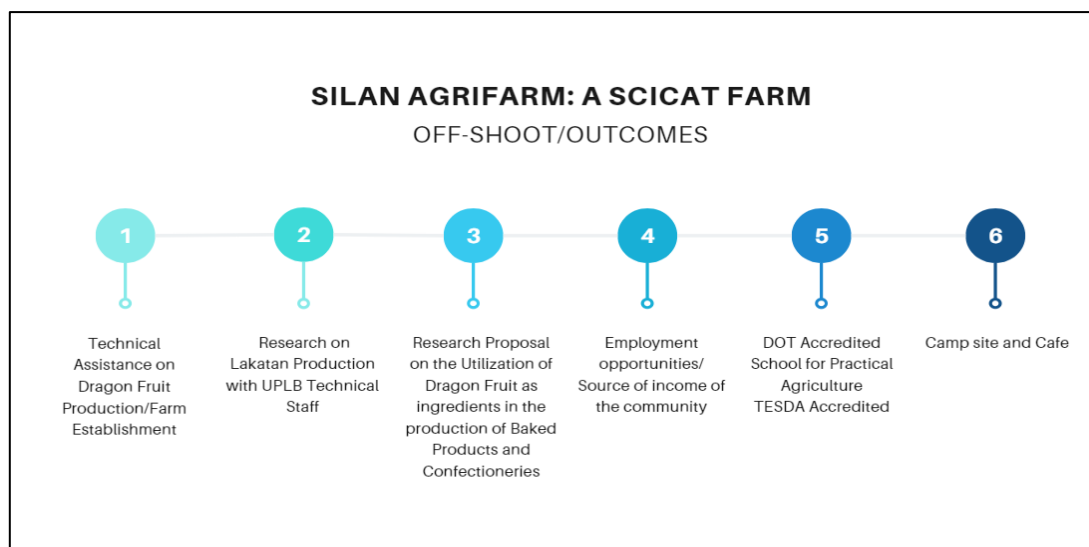 SILAN AGRIFARM: A SCICAT FARM
OFF-SHOOT/OUTCOMES
1
Technical
Assistance on
Dragon Fruit
Production/Farm
Establishment
2
Research on
Lakatan Production
with UPLB Technical
Staff
3
Research Proposal
on the Utilization of
Dragon Fruit as
ingredients in the
production of Baked
Products and
Confectioneries
4
Employment
opportunities/
Source of income of
the community
5
DOT Accredited
School for Practical
Agriculture
TESDA Accredited
6
Camp site and Cafe